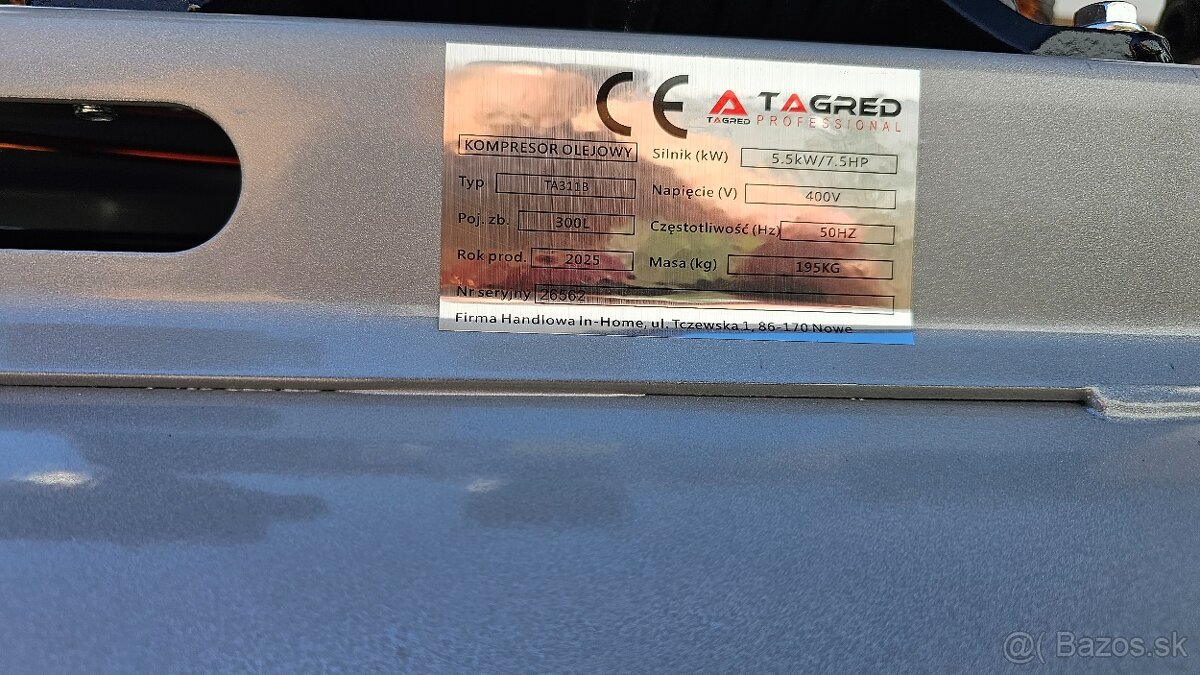 CE TAGRED TAGRED
PROFESSIONAL
KOMPRESOR OLEJOWY Silnik (kW) 5.5kW/7.5HP
Typ TA311B Napięcie (V) 400V
Poj. zb. 300L Częstotliwość (Hz) 50HZ
Rok prod. 2025 Masa (kg) 195KG
Nr seryjny 26562
Firma Handlowa In-Home, ul. Tczewska 1, 86-170 Nowe
@( Bazos.sk